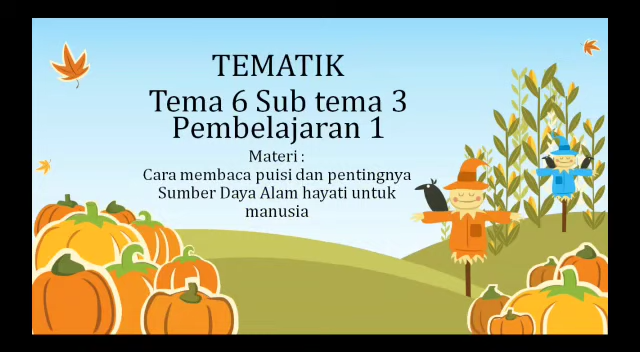 TEMATIK
Tema 6 Sub tema 3
Pembelajaran 1
Materi :
Cara membaca puisi dan pentingnya
Sumber Daya Alam hayati untuk
manusia